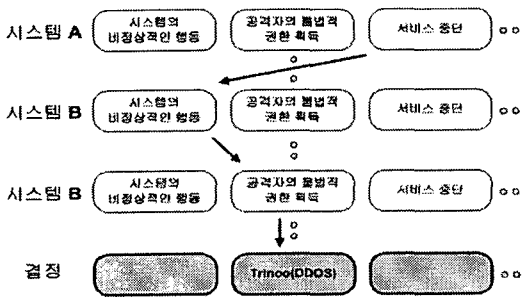 시스템 A
시스템의
비정상적인 행동
공격자의 불법적
권한 획득
서비스 중단
시스템 B
시스템의
비정상적인 행동
공격자의 불법적
권한 획득
서비스 중단
시스템 B
시스템의
비정상적인 행동
공격자의 불법적
권한 획득
서비스 중단
결정
Trinoo(DDOS)